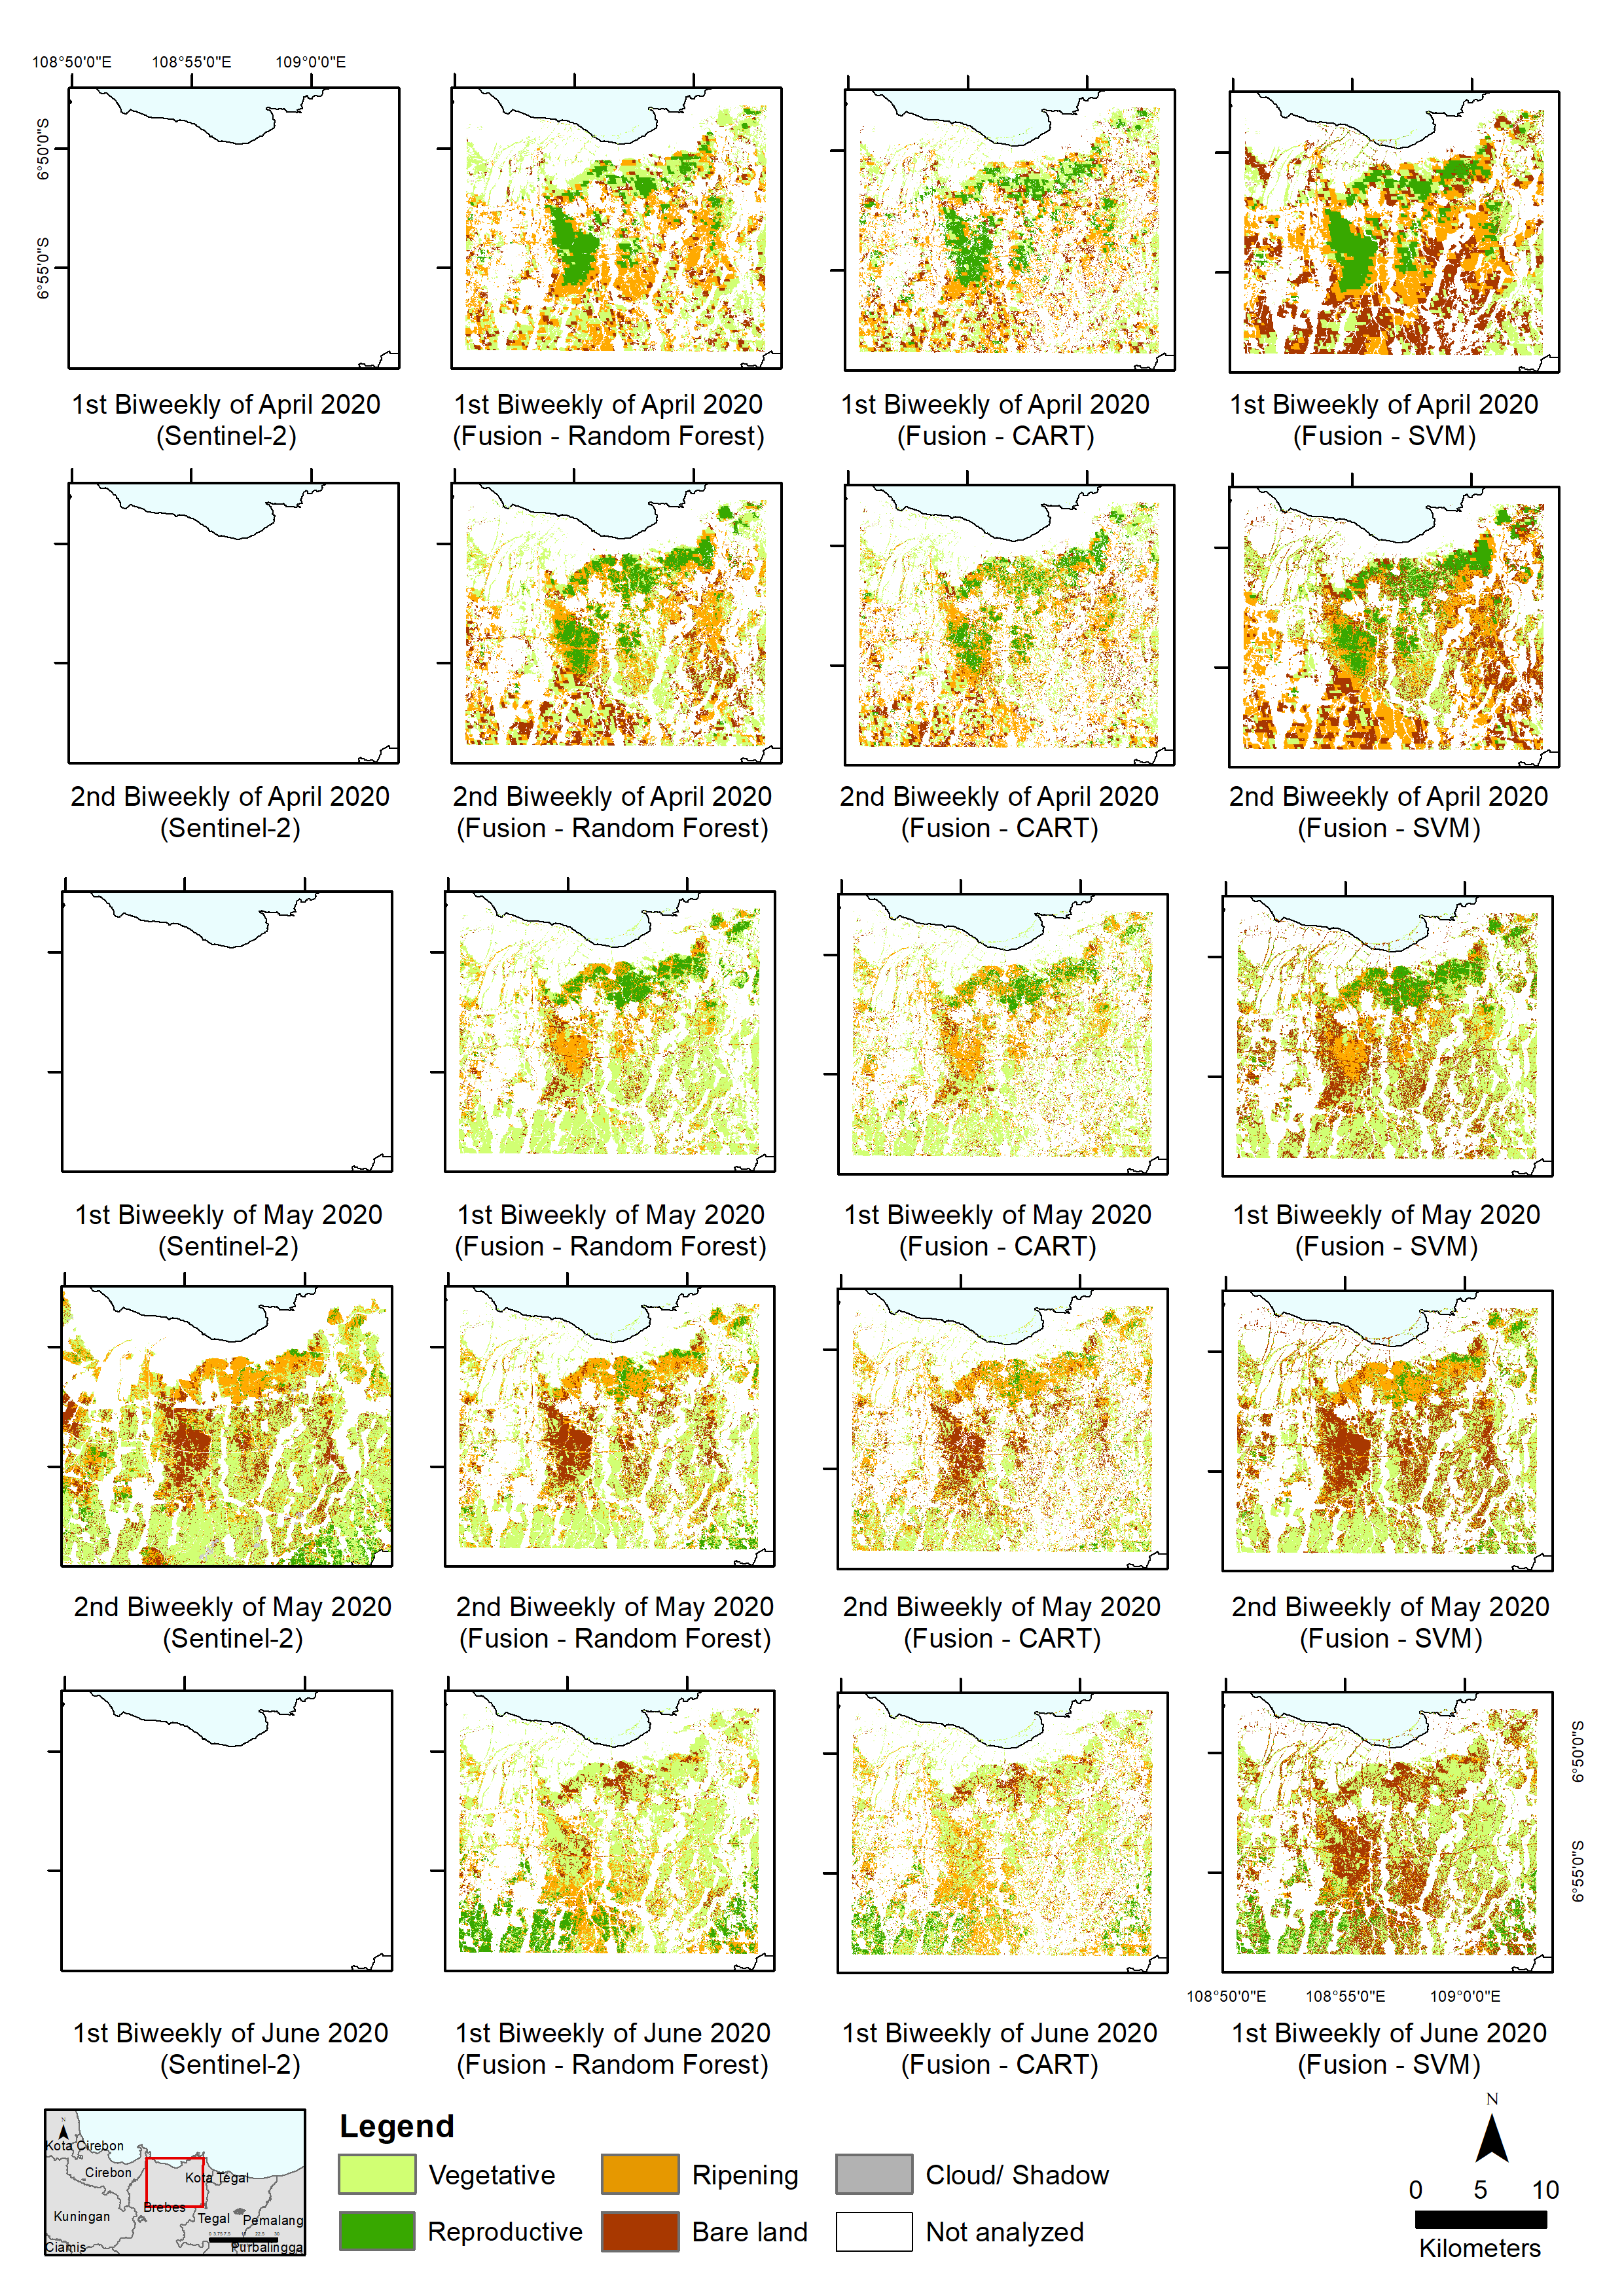 108°50'0"E 108°55'0"E 109°0'0"E
6°50'0"S
6°55'0"S
1st Biweekly of April 2020
(Sentinel-2)
1st Biweekly of April 2020
(Fusion - Random Forest)
1st Biweekly of April 2020
(Fusion - CART)
1st Biweekly of April 2020
(Fusion - SVM)
2nd Biweekly of April 2020
(Sentinel-2)
2nd Biweekly of April 2020
(Fusion - Random Forest)
2nd Biweekly of April 2020
(Fusion - CART)
2nd Biweekly of April 2020
(Fusion - SVM)
1st Biweekly of May 2020
(Sentinel-2)
1st Biweekly of May 2020
(Fusion - Random Forest)
1st Biweekly of May 2020
(Fusion - CART)
1st Biweekly of May 2020
(Fusion - SVM)
2nd Biweekly of May 2020
(Sentinel-2)
2nd Biweekly of May 2020
(Fusion - Random Forest)
2nd Biweekly of May 2020
(Fusion - CART)
2nd Biweekly of May 2020
(Fusion - SVM)
6°50'0"S
6°55'0"S
108°50'0"E 108°55'0"E 109°0'0"E
1st Biweekly of June 2020
(Sentinel-2)
1st Biweekly of June 2020
(Fusion - Random Forest)
1st Biweekly of June 2020
(Fusion - CART)
1st Biweekly of June 2020
(Fusion - SVM)
N
Kota Cirebon
Cirebon
Kota Tegal
Brebes
Kuningan
Tegal
Pemalang
Ciamis
Purbalingga
Legend
Vegetative
Ripening
Cloud/ Shadow
Reproductive
Bare land
Not analyzed
N
0 5 10
Kilometers